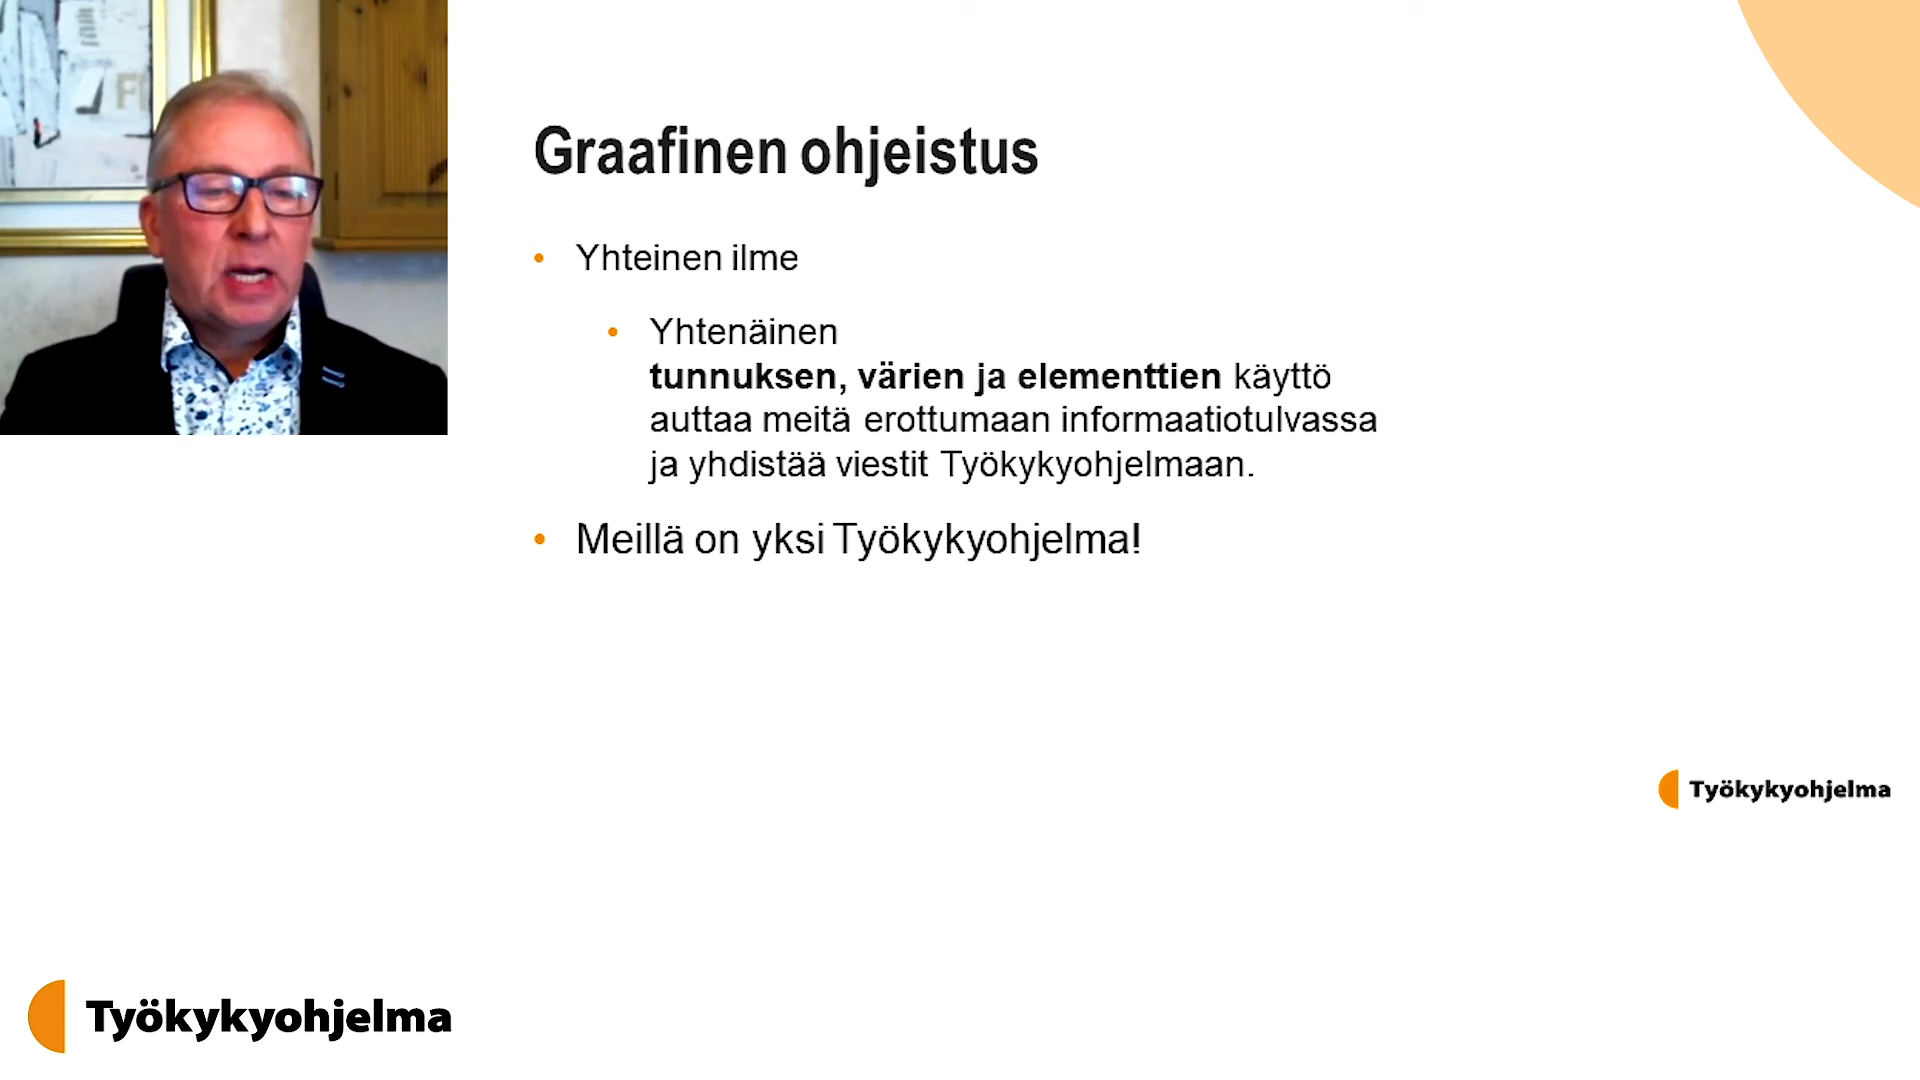 Graafinen ohjeistus
Yhteinen ilme
Yhtenäinen
tunnuksen, värien ja elementtien käyttö
auttaa meitä erottumaan informaatiotulvassa
ja yhdistää viestit Työkykyohjelmaan.
Meillä on yksi Työkykyohjelma!
Työkykyohjelma
Työkykyohjelma